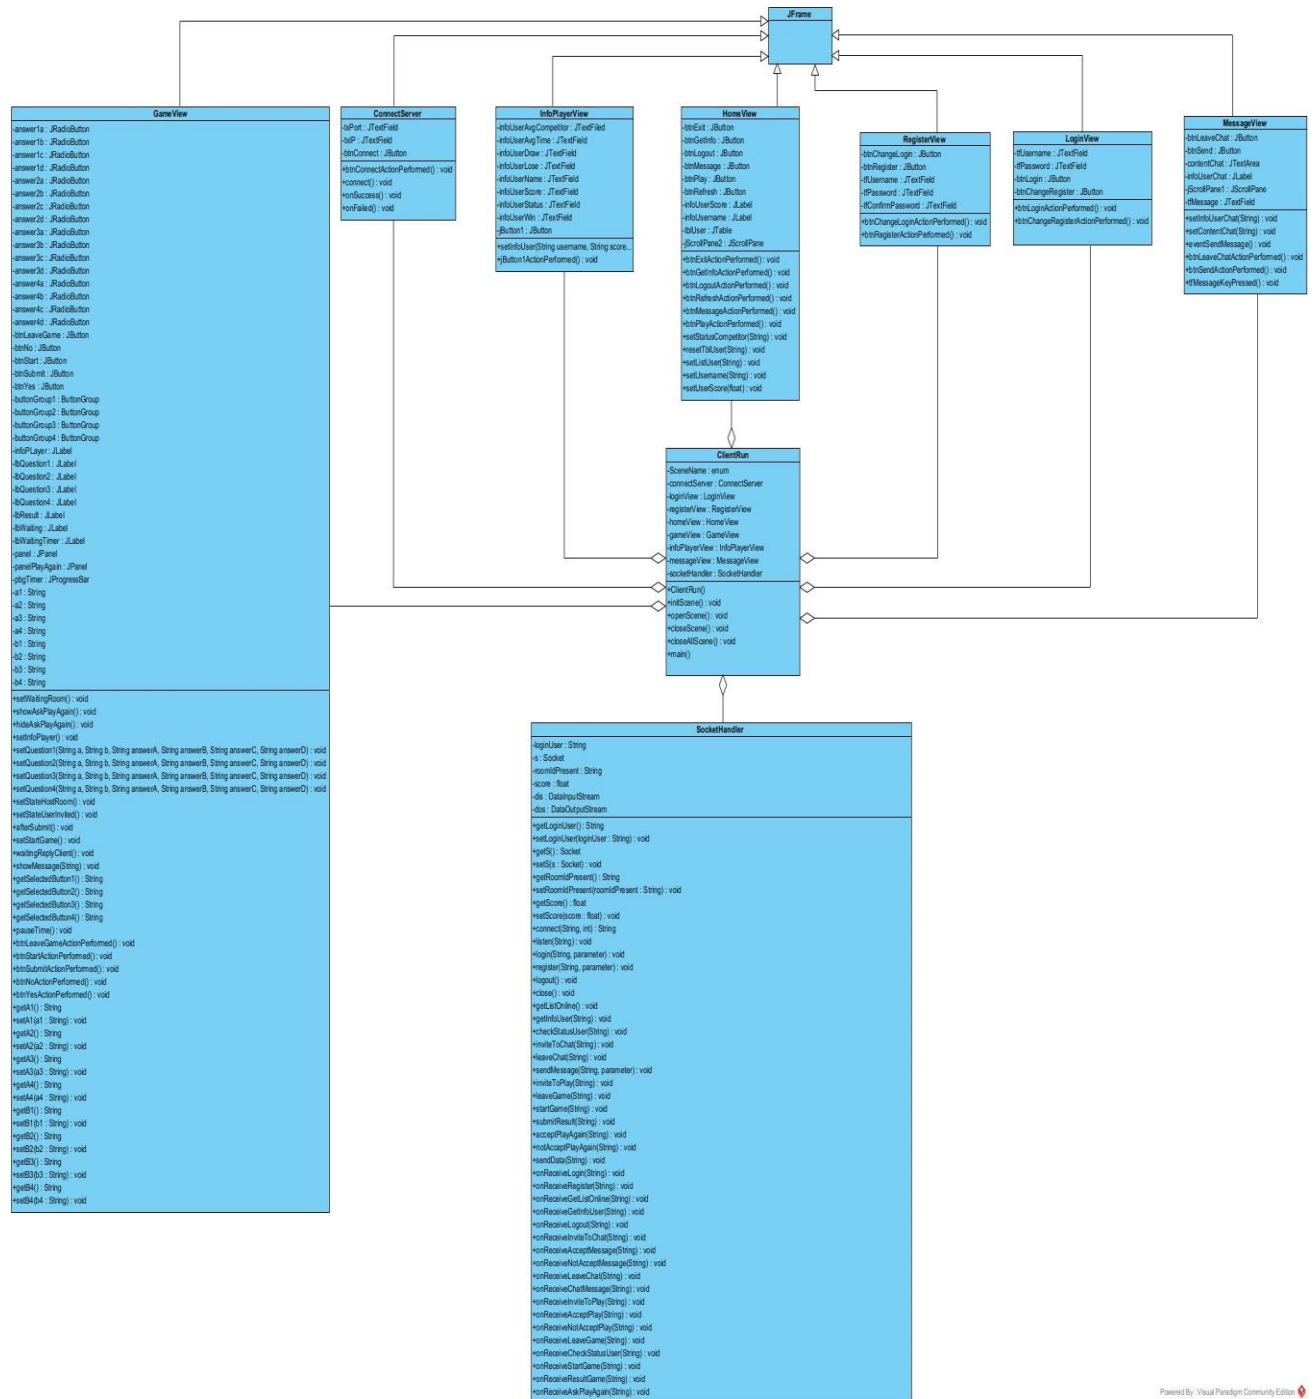 JFrame
GameView
-answer1a : JRadioButton
-answer1b : JRadioButton
-answer1c : JRadioButton
-answer1d : JRadioButton
-answer2a : JRadioButton
-answer2b : JRadioButton
-answer2c : JRadioButton
-answer2d : JRadioButton
-answer3a : JRadioButton
-answer3b : JRadioButton
-answer3c : JRadioButton
-answer3d : JRadioButton
-answer4a : JRadioButton
-answer4b : JRadioButton
-answer4c : JRadioButton
-answer4d : JRadioButton
-btnLeaveGame : JButton
-btnNo : JButton
-btnStart : JButton
-btnSubmit : JButton
-btnYes : JButton
-buttonGroup1 : ButtonGroup
-buttonGroup2 : ButtonGroup
-buttonGroup3 : ButtonGroup
-buttonGroup4 : ButtonGroup
-infoPLayer : JLabel
-lbQuestion1 : JLabel
-lbQuestion2 : JLabel
-lbQuestion3 : JLabel
-lbQuestion4 : JLabel
-lbResult : JLabel
-lbWaiting : JLabel
-lbWaitingTimer : JLabel
-panel : JPanel
-panelPlayAgain : JPanel
-pbgTimer : JProgressBar
-a1 : String
-a2 : String
-a3 : String
-a4 : String
-b1 : String
-b2 : String
-b3 : String
-b4 : String
+setWaitingRoom() : void
+showAskPlayAgain() : void
+hideAskPlayAgain() : void
+setInfoPlayer() : void
+setQuestion1(String a, String b, String answerA, String answerB, String answerC, String answerD) : void
+setQuestion2(String a, String b, String answerA, String answerB, String answerC, String answerD) : void
+setQuestion3(String a, String b, String answerA, String answerB, String answerC, String answerD) : void
+setQuestion4(String a, String b, String answerA, String answerB, String answerC, String answerD) : void
+setStateHostRoom() : void
+setStateUserInvited() : void
+afterSubmit() : void
+setStartGame() : void
+waitingReplyClient() : void
+showMessage(String) : void
+getSelectedButton1() : String
+getSelectedButton2() : String
+getSelectedButton3() : String
+getSelectedButton4() : String
+pauseTime() : void
+btnLeaveGameActionPerformed() : void
+btnStartActionPerformed() : void
+btnSubmitActionPerformed() : void
+btnNoActionPerformed() : void
+btnYesActionPerformed() : void
+getA1() : String
+setA1(a1 : String) : void
+getA2() : String
+setA2(a2 : String) : void
+getA3() : String
+setA3(a3 : String) : void
+getA4() : String
+setA4(a4 : String) : void
+getB1() : String
+setB1(b1 : String) : void
+getB2() : String
+setB2(b2 : String) : void
+getB3() : String
+setB3(b3 : String) : void
+getB4() : String
+setB4(b4 : String) : void
ConnectServer
-txPort : JTextField
-txIP : JTextField
-btnConnect : JButton
+btnConnectActionPerformed() : void
+connect() : void
+onSuccess() : void
+onFailed() : void
InfoPlayerView
-infoUserAvgCompetitor : JTextFiled
-infoUserAvgTime : JTextField
-infoUserDraw : JTextField
-infoUserLose : JTextField
-infoUserName : JTextField
-infoUserScore : JTextField
-infoUserStatus : JTextField
-infoUserWin : JTextField
-jButton1 : JButton
+setInfoUser(String username, String score...
+jButton1ActionPerformed() : void
HomeView
-btnExit : JButton
-btnGetInfo : JButton
-btnLogout : JButton
-btnMessage : JButton
-btnPlay : JButton
-btnRefresh : JButton
-infoUserScore : JLabel
-infoUsername : JLabel
-tblUser : JTable
-jScrollPane2 : JScrollPane
+btnExitActionPerformed() : void
+btnGetInfoActionPerformed() : void
+btnLogoutActionPerformed() : void
+btnRefreshActionPerformed() : void
+btnMessageActionPerformed() : void
+btnPlayActionPerformed() : void
+setStatusCompetitor(String) : void
+resetTblUser(String) : void
+setListUser(String) : void
+setUsername(String) : void
+setUserScore(float) : void
RegisterView
-btnChangeLogin : JButton
-btnRegister : JButton
-tfUsername : JTextField
-tfPassword : JTextField
-tfConfirmPassword : JTextField
+btnChangeLoginActionPerformed() : void
+btnRegisterActionPerformed() : void
LoginView
-tfUsername : JTextField
-tfPassword : JTextField
-btnLogin : JButton
-btnChangeRegister : JButton
+btnLoginActionPerformed() : void
+btnChangeRegisterActionPerformed() : void
MessageView
-btnLeaveChat : JButton
-btnSend : JButton
-contentChat : JTextArea
-infoUserChat : JLabel
-jScrollPane1 : JScrollPane
-tfMessage : JTextField
+setInfoUserChat(String) : void
+setContentChat(String) : void
+eventSendMessage() : void
+btnLeaveChatActionPerformed() : void
+btnSendActionPerformed() : void
+tfMessageKeyPressed() : void
ClientRun
-SceneName : enum
-connectServer : ConnectServer
-loginView : LoginView
-registerView : RegisterView
-homeView : HomeView
-gameView : GameView
-infoPlayerView : InfoPlayerView
-messageView : MessageView
-socketHandler : SocketHandler
+ClientRun()
+initScene() : void
+openScene() : void
+closeScene() : void
+closeAllScene() : void
+main()
SocketHandler
-loginUser : String
-s : Socket
-roomIdPresent : String
-score : float
-dis : DataInputStream
-dos : DataOutputStream
+getLoginUser() : String
+setLoginUser(loginUser : String) : void
+getS() : Socket
+setS(s : Socket) : void
+getRoomIdPresent() : String
+setRoomIdPresent(roomIdPresent : String) : void
+getScore() : float
+setScore(score : float) : void
+connect(String, int) : String
+listen(String) : void
+login(String, parameter) : void
+register(String, parameter) : void
+logout() : void
+close() : void
+getListOnline() : void
+getInfoUser(String) : void
+checkStatusUser(String) : void
+inviteToChat(String) : void
+leaveChat(String) : void
+sendMessage(String, parameter) : void
+inviteToPlay(String) : void
+leaveGame(String) : void
+startGame(String) : void
+submitResult(String) : void
+acceptPlayAgain(String) : void
+notAcceptPlayAgain(String) : void
+sendData(String) : void
+onReceiveLogin(String) : void
+onReceiveRegister(String) : void
+onReceiveGetListOnline(String) : void
+onReceiveGetInfoUser(String) : void
+onReceiveLogout(String) : void
+onReceiveInviteToChat(String) : void
+onReceiveAcceptMessage(String) : void
+onReceiveNotAcceptMessage(String) : void
+onReceiveLeaveChat(String) : void
+onReceiveChatMessage(String) : void
+onReceiveInviteToPlay(String) : void
+onReceiveAcceptPlay(String) : void
+onReceiveNotAcceptPlay(String) : void
+onReceiveLeaveGame(String) : void
+onReceiveCheckStatusUser(String) : void
+onReceiveStartGame(String) : void
+onReceiveResultGame(String) : void
+onReceiveAskPlayAgain(String) : void
Powered By Visual Paradigm Community Edition